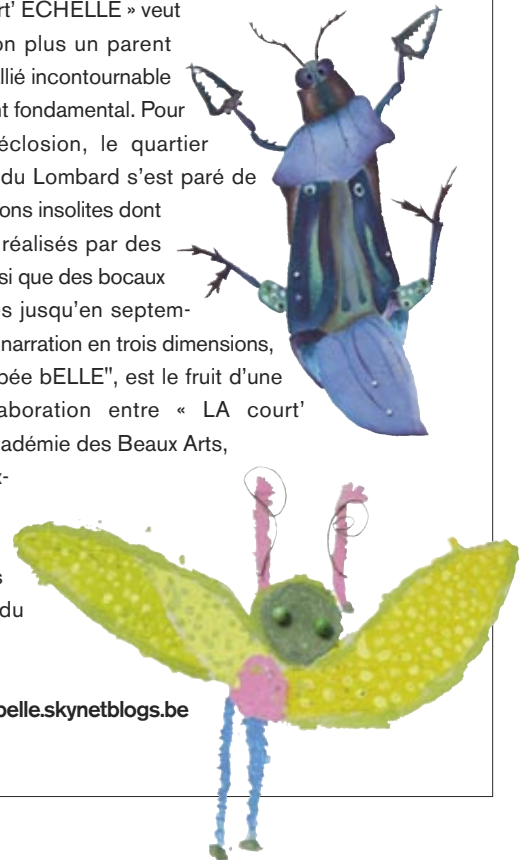 rt' ECHELLE » veut
on plus un parent
llié incontournable
nt fondamental. Pour
éclosion, le quartier
du Lombard s'est paré de
ons insolites dont
réalisés par des
si que des bocaux
s jusqu'en septem-
narration en trois dimensions,
pée bELLE", est le fruit d'une
aboration entre « LA court'
adémie des Beaux Arts,
x-
s
du
belle.skynetblogs.be